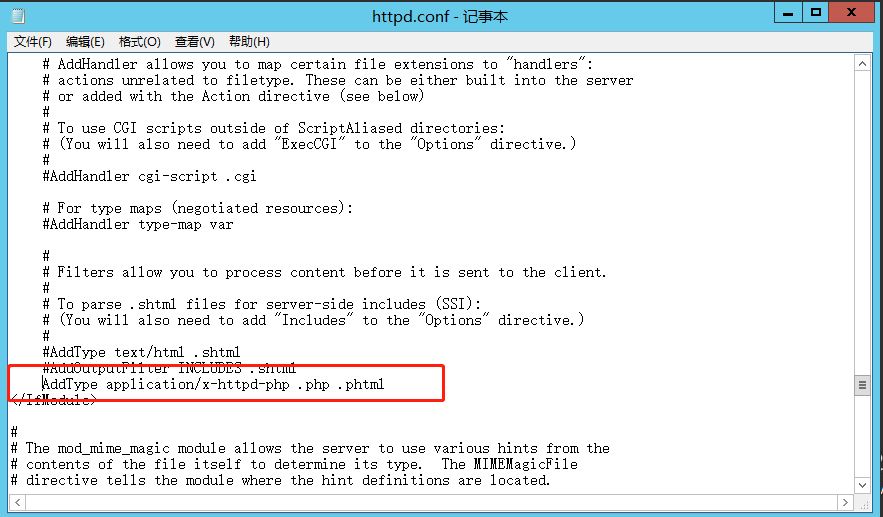 httpd.conf - 记事本
文件(F) 编辑(E) 格式(O) 查看(V) 帮助(H)
# AddHandler allows you to map certain file extensions to "handlers":
# actions unrelated to filetype. These can be either built into the server
# or added with the Action directive (see below)
#
# To use CGI scripts outside of ScriptAliased directories:
# (You will also need to add "ExecCGI" to the "Options" directive.)
#
#AddHandler cgi-script .cgi
# For type maps (negotiated resources):
#AddHandler type-map var
#
# Filters allow you to process content before it is sent to the client.
#
# To parse .shtml files for server-side includes (SSI):
# (You will also need to add "Includes" to the "Options" directive.)
#
#AddType text/html .shtml
#AddOutputFilter INCLUDES .shtml
AddType application/x-httpd-php .php .phtml
</IfModule>
#
# The mod_mime_magic module allows the server to use various hints from the
# contents of the file itself to determine its type.  The MIMEMagicFile
# directive tells the module where the hint definitions are located.